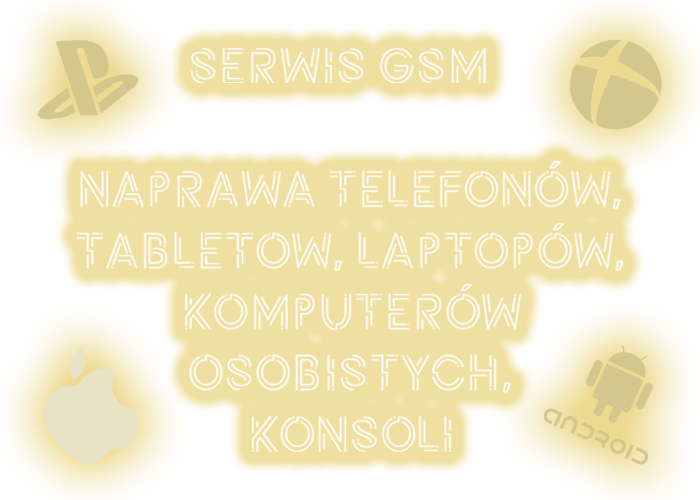 SERWIS GSM
NAPRAWA TELEFONÓW,
TABLETOW, LAPTOPÓW,
KOMPUTERÓW
OSOBISTYCH,
KONSOLI
ANDROID